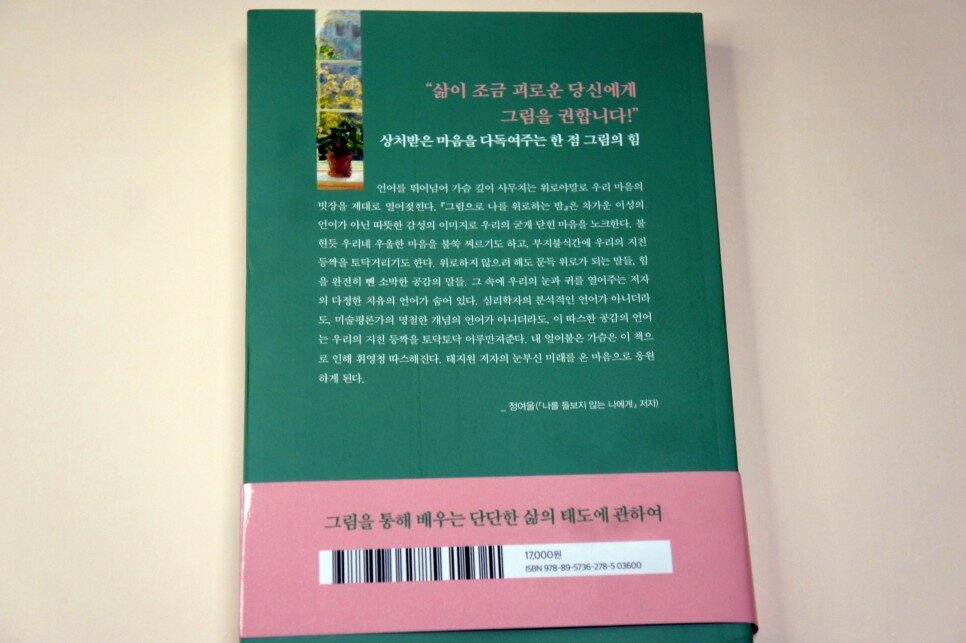 “삶이 조금 괴로운 당신에게
그림을 권합니다!”
상처받은 마음을 다독여주는 한 점 그림의 힘
언어를 뛰어넘어 가슴 깊이 사무치는 위로야말로 우리 마음의
빗장을 제대로 열어젖힌다. 『그림으로 나를 위로하는 밤』은 차가운 이성의
언어가 아닌 따뜻한 감성의 이미지로 우리의 굳게 닫힌 마음을 노크한다. 불
현듯 우리네 우울한 마음을 불쑥 찌르기도 하고, 부지불식간에 우리의 지친
등짝을 토닥거리기도 한다. 위로하지 않으려 해도 문득 위로가 되는 말들, 힘
을 완전히 뺀 소박한 공감의 말들. 그 속에 우리의 눈과 귀를 열어주는 저자
의 다정한 치유의 언어가 숨어 있다. 심리학자의 분석적인 언어가 아니더라
도, 미술평론가의 명철한 개념의 언어가 아니더라도, 이 따스한 공감의 언어
는 우리의 지친 등짝을 토닥토닥 어루만져준다. 내 얼어붙은 가슴은 이 책으
로 인해 휘영청 따스해진다. 태지원 저자의 눈부신 미래를 온 마음으로 응원
하게 된다.
_ 정여울(『나를 돌보지 않는 나에게』 저자)
그림을 통해 배우는 단단한 삶의 태도에 관하여
17,000원
ISBN 978-89-5736-278-5 03600